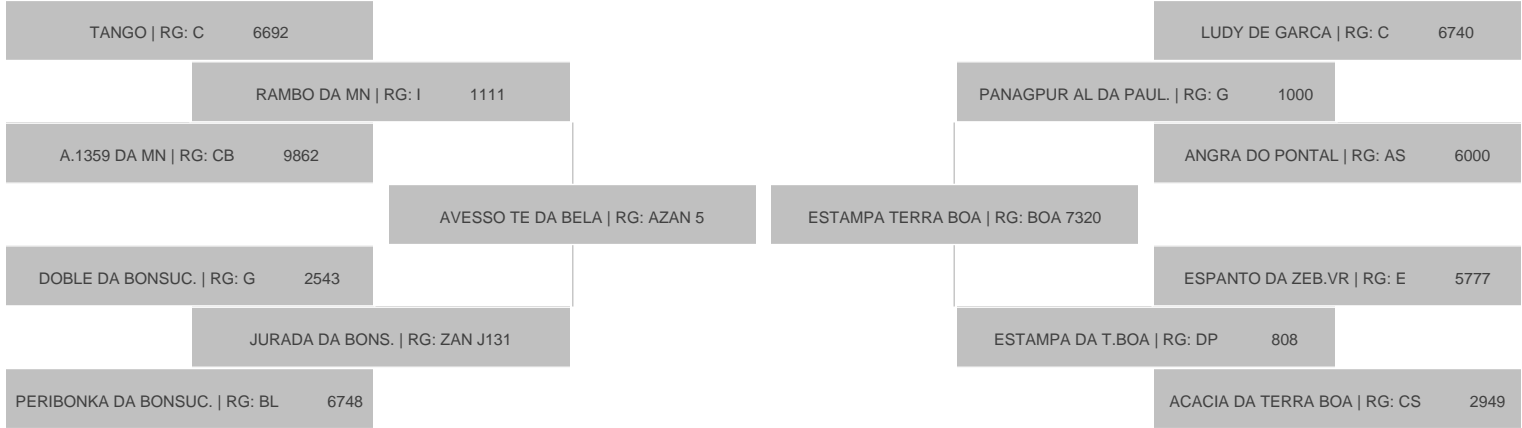 TANGO | RG: C 6692
LUDY DE GARCA | RG: C 6740
RAMBO DA MN | RG: I 1111
PANAGPUR AL DA PAUL. | RG: G 1000
A.1359 DA MN | RG: CB 9862
ANGRA DO PONTAL | RG: AS 6000
AVESSO TE DA BELA | RG: AZAN 5
ESTAMPA TERRA BOA | RG: BOA 7320
DOBLE DA BONSUC. | RG: G 2543
ESPANTO DA ZEB.VR | RG: E 5777
JURADA DA BONS. | RG: ZAN J131
ESTAMPA DA T.BOA | RG: DP 808
PERIBONKA DA BONSUC. | RG: BL 6748
ACACIA DA TERRA BOA | RG: CS 2949